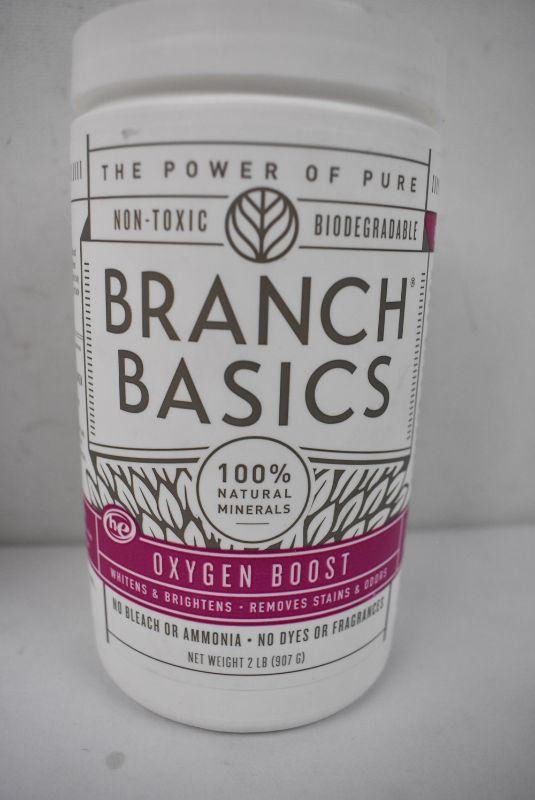 THE POWER OF PURE
NON-TOXIC BIODEGRADABLE
BRANCH®
BASICS
100%
NATURAL
MINERALS
he
OXYGEN BOOST
WHITENS & BRIGHTENS • REMOVES STAINS & ODORS
NO BLEACH OR AMMONIA • NO DYES OR FRAGRANCES
NET WEIGHT 2 LB (907 G)